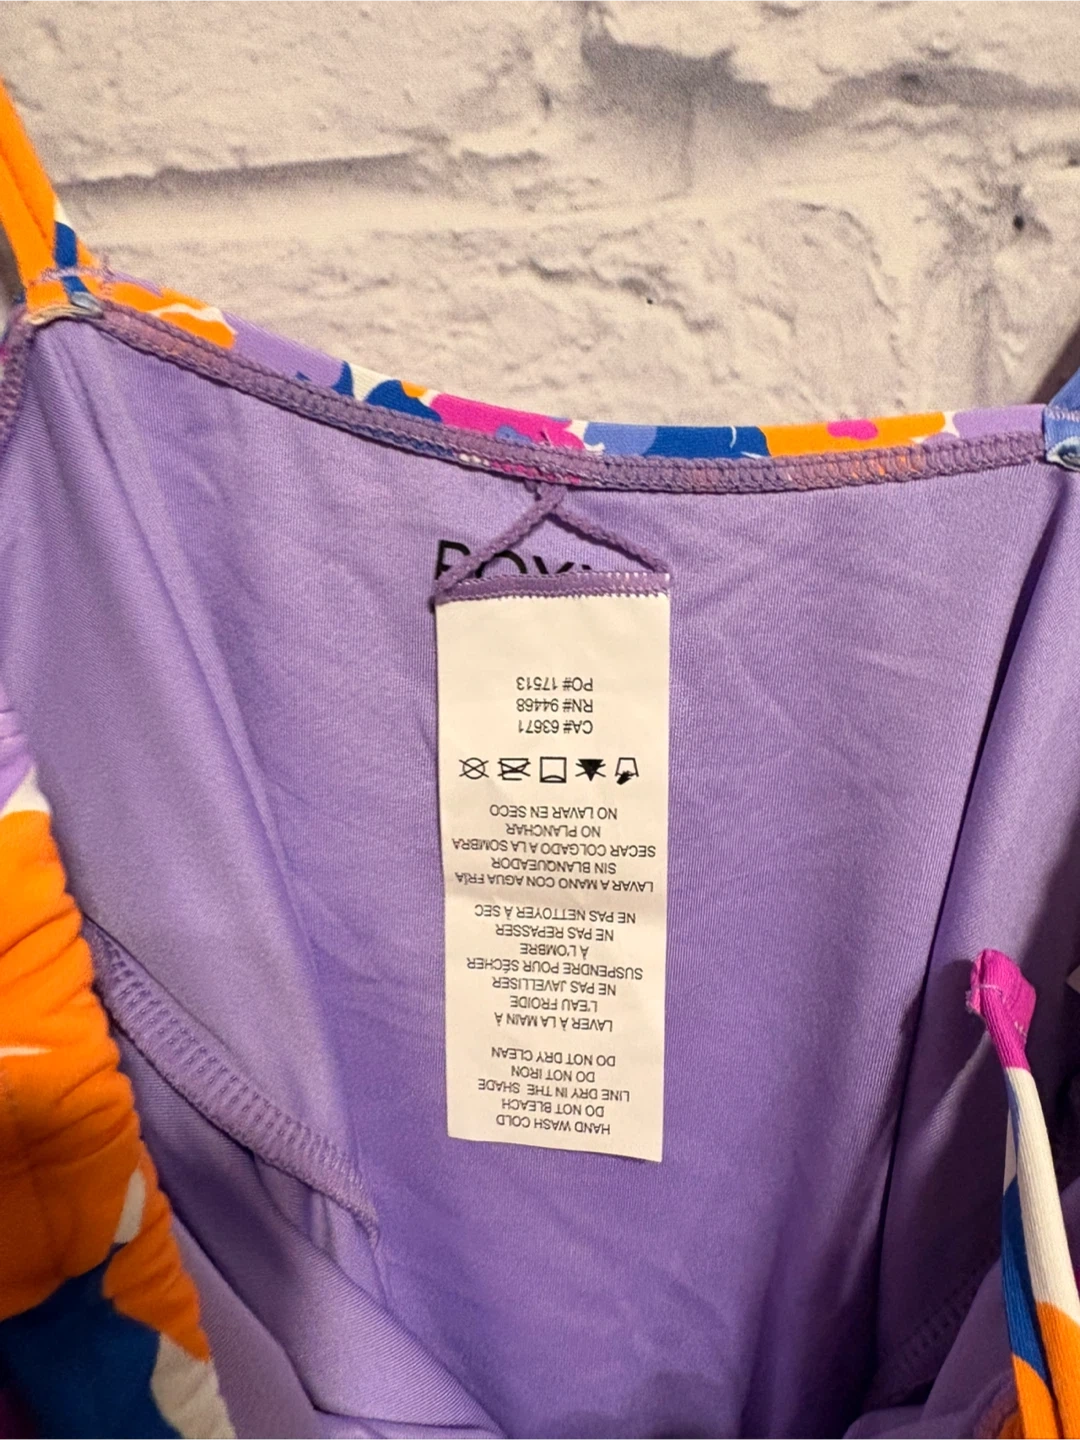 ROXY
HAND WASH COLD
DO NOT BLEACH
LINE DRY IN THE SHADE
DO NOT IRON
DO NOT DRY CLEAN
LAVER À LA MAIN À
L'EAU FROIDE
NE PAS JAVELLISER
SUSPENDRE POUR SÉCHER
À L'OMBRE
NE PAS REPASSER
NE PAS NETTOYER À SEC
LAVAR A MANO CON AGUA FRÍA
SIN BLANQUEADOR
SECAR COLGADO A LA SOMBRA
NO PLANCHAR
NO LAVAR EN SECO
CA# 63671
RN# 94468
PO# 17513